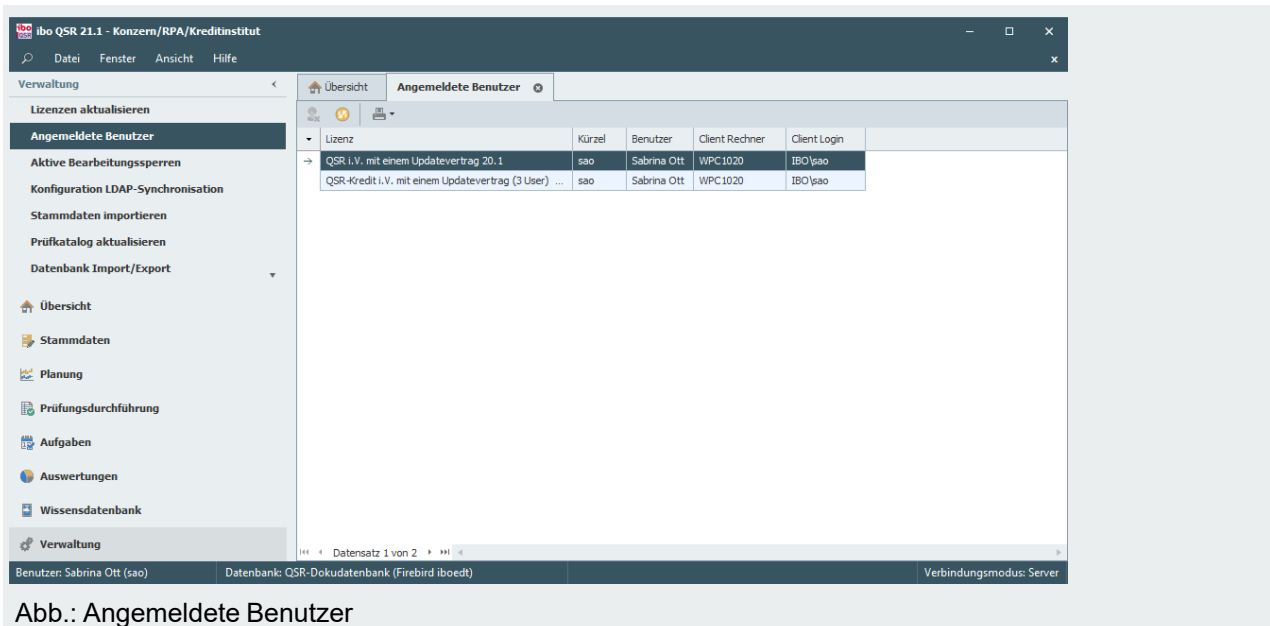 ibo QSR ibo QSR 21.1 - Konzern/RPA/Kreditinstitut
Datei Fenster Ansicht Hilfe
Verwaltung
Lizenzen aktualisieren
Angemeldete Benutzer
Aktive Bearbeitungssperren
Konfiguration LDAP-Synchronisation
Stammdaten importieren
Prüfkatalog aktualisieren
Datenbank Import/Export
Übersicht
Stammdaten
Planung
Prüfungsdurchführung
Aufgaben
Auswertungen
Wissensdatenbank
Verwaltung
Übersicht Angemeldete Benutzer
Lizenz Kürzel Benutzer Client Rechner Client Login
QSR i.V. mit einem Updatevertrag 20.1 sao Sabrina Ott WPC1020 IBO\sao
QSR-Kredit i.V. mit einem Updatevertrag (3 User) ... sao Sabrina Ott WPC1020 IBO\sao
Datensatz 1 von 2
Benutzer: Sabrina Ott (sao) Datenbank: QSR-Dokudatenbank (Firebird iboedt) Verbindungsmodus: Server
Abb.: Angemeldete Benutzer